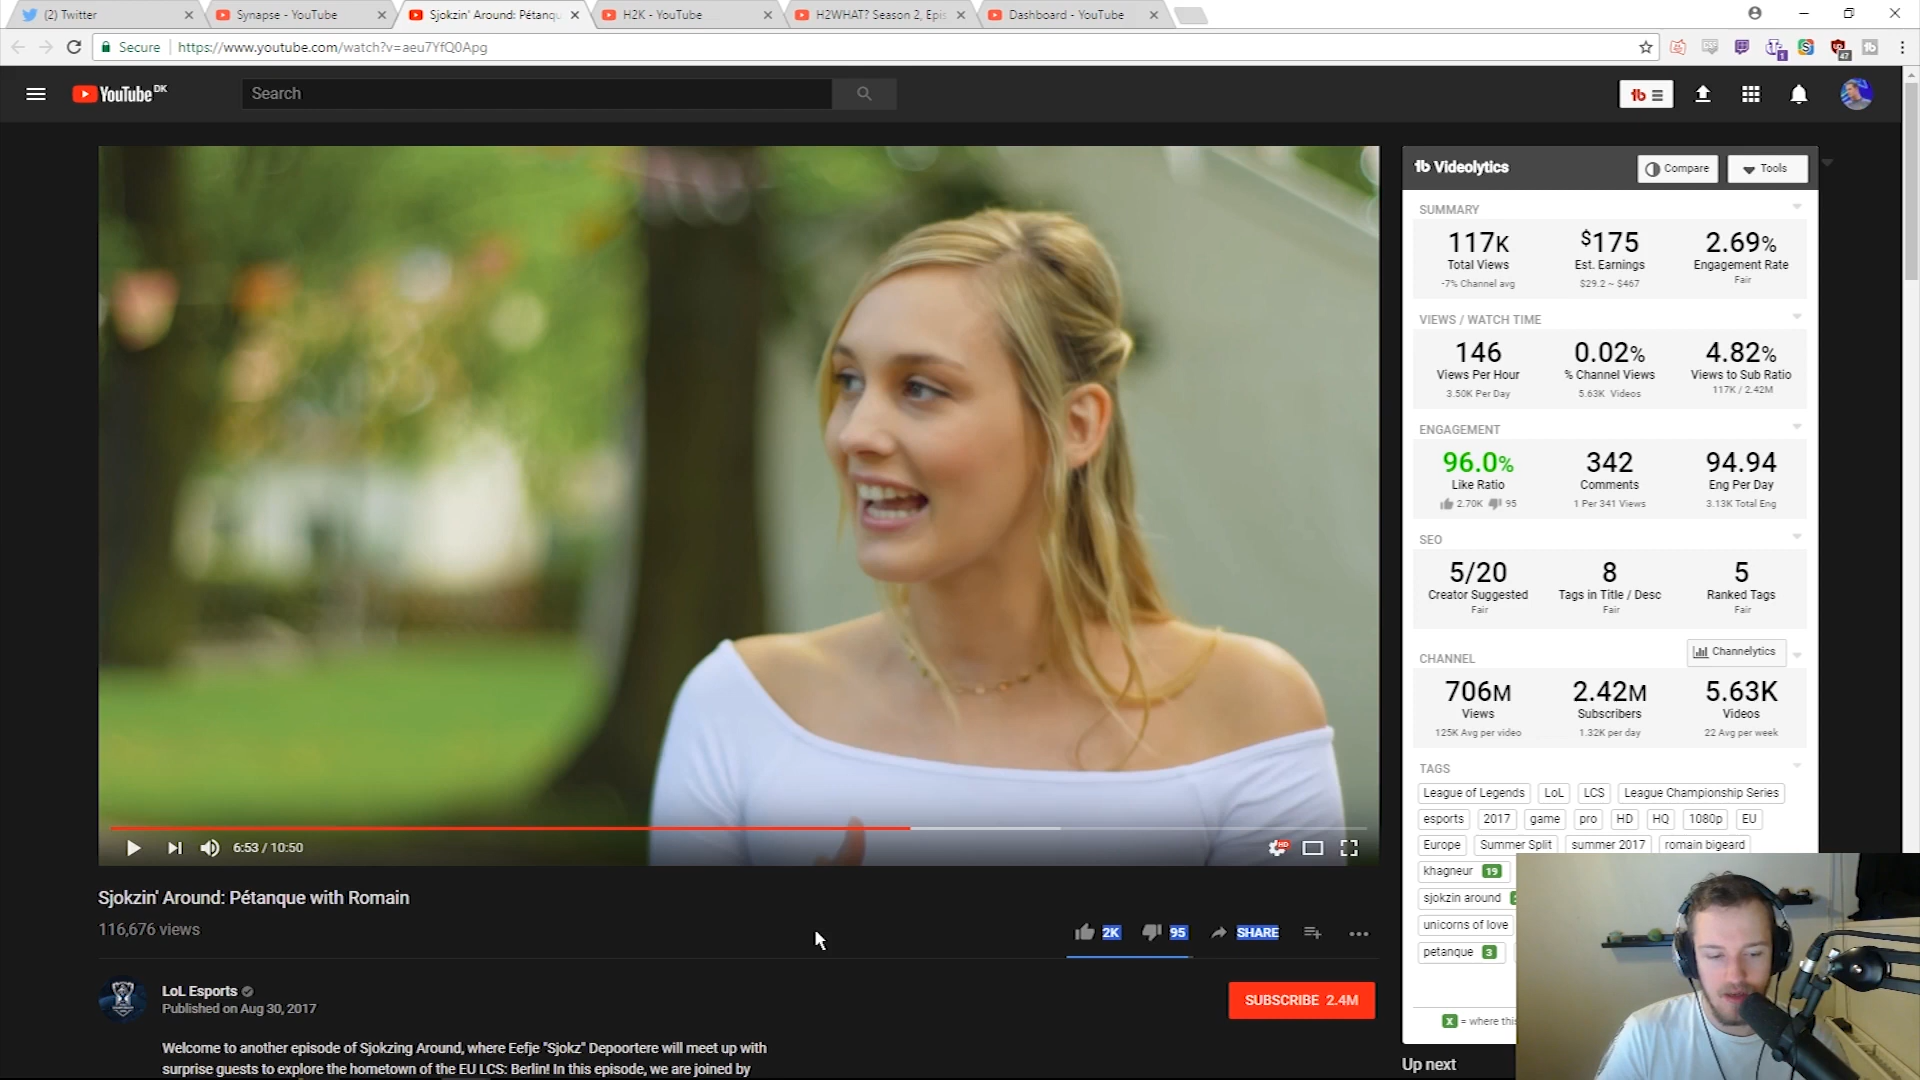 (2) Twitter
Synapse - YouTube
Sjokzin' Around: Pétanqu
H2K - YouTube
H2WHAT? Season 2, Epis
Dashboard - YouTube
Secure
https://www.youtube.com/watch?v=aeu7YfQ0Apg
1
47
YouTube DK
Search
tb
tb Videolytics
Compare
Tools
SUMMARY
117K $175 2.69%
Total Views Est. Earnings Engagement Rate
-7% Channel avg $29.2 ~ $467 Fair
VIEWS / WATCH TIME
146 0.02% 4.82%
Views Per Hour % Channel Views Views to Sub Ratio
3.50K Per Day 5.63K Videos 117K / 2.42M
ENGAGEMENT
96.0% 342 94.94
Like Ratio Comments Eng Per Day
2.70K 95 1 Per 341 Views 3.13K Total Eng
SEO
5/20 8 5
Creator Suggested Tags in Title / Desc Ranked Tags
Fair Fair Fair
CHANNEL Channelytics
706M 2.42M 5.63K
Views Subscribers Videos
125K Avg per video 1.32K per day 22 Avg per week
TAGS
League of Legends LoL LCS League Championship Series
esports 2017 game pro HD HQ 1080p EU
Europe Summer Split summer 2017 romain bigeard
khagneur 19
sjokzin around
unicorns of love
petanque 3
x = where this
Up next
6:53 / 10:50
HD
Sjokzin' Around: Pétanque with Romain
116,676 views
2K 95 SHARE
LoL Esports
Published on Aug 30, 2017
SUBSCRIBE 2.4M
Welcome to another episode of Sjokzing Around, where Eefje "Sjokz" Depoortere will meet up with
surprise guests to explore the hometown of the EU LCS: Berlin! In this episode, we are joined by